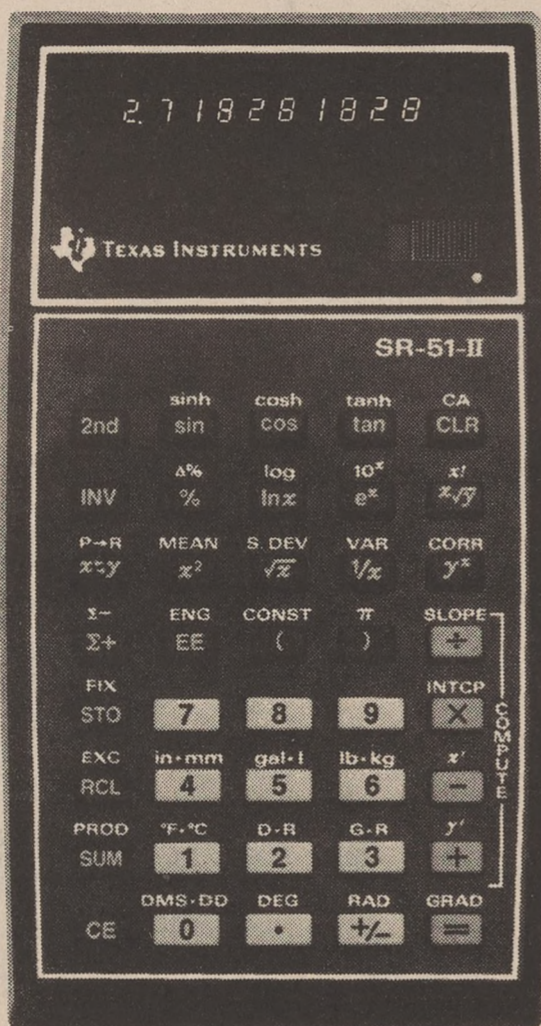 2.718281828
TEXAS INSTRUMENTS
SR-51-II
sinh cosh tanh CA
2nd sin cos tan CLR
Δ% log 10ˣ x!
INV % lnx eˣ ˣ√y
P→R MEAN S. DEV VAR CORR
x⇄y x² √x 1/x yˣ
Σ− ENG CONST π SLOPE
Σ+ EE ( ) ÷
FIX INTCP
STO 7 8 9 ×
EXC in·mm gal·l lb·kg x′
RCL 4 5 6 −
PROD °F·°C D·R G·R y′
SUM 1 2 3 +
DMS·DD DEG RAD GRAD
CE 0 · +/− =
COMPUTE